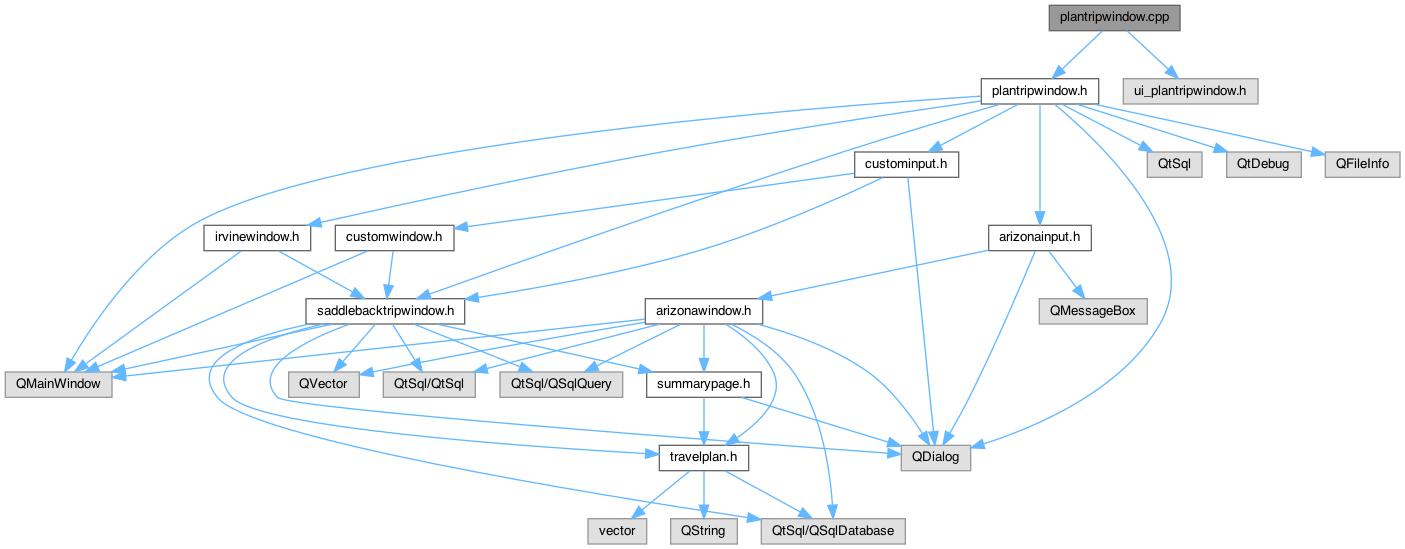 plantripwindow.cpp
plantripwindow.h
ui_plantripwindow.h
custominput.h
QtSql
QtDebug
QFileInfo
irvinewindow.h
customwindow.h
arizonainput.h
saddlebacktripwindow.h
arizonawindow.h
QMessageBox
QMainWindow
QVector
QtSql/QtSql
QtSql/QSqlQuery
summarypage.h
travelplan.h
QDialog
vector
QString
QtSql/QSqlDatabase